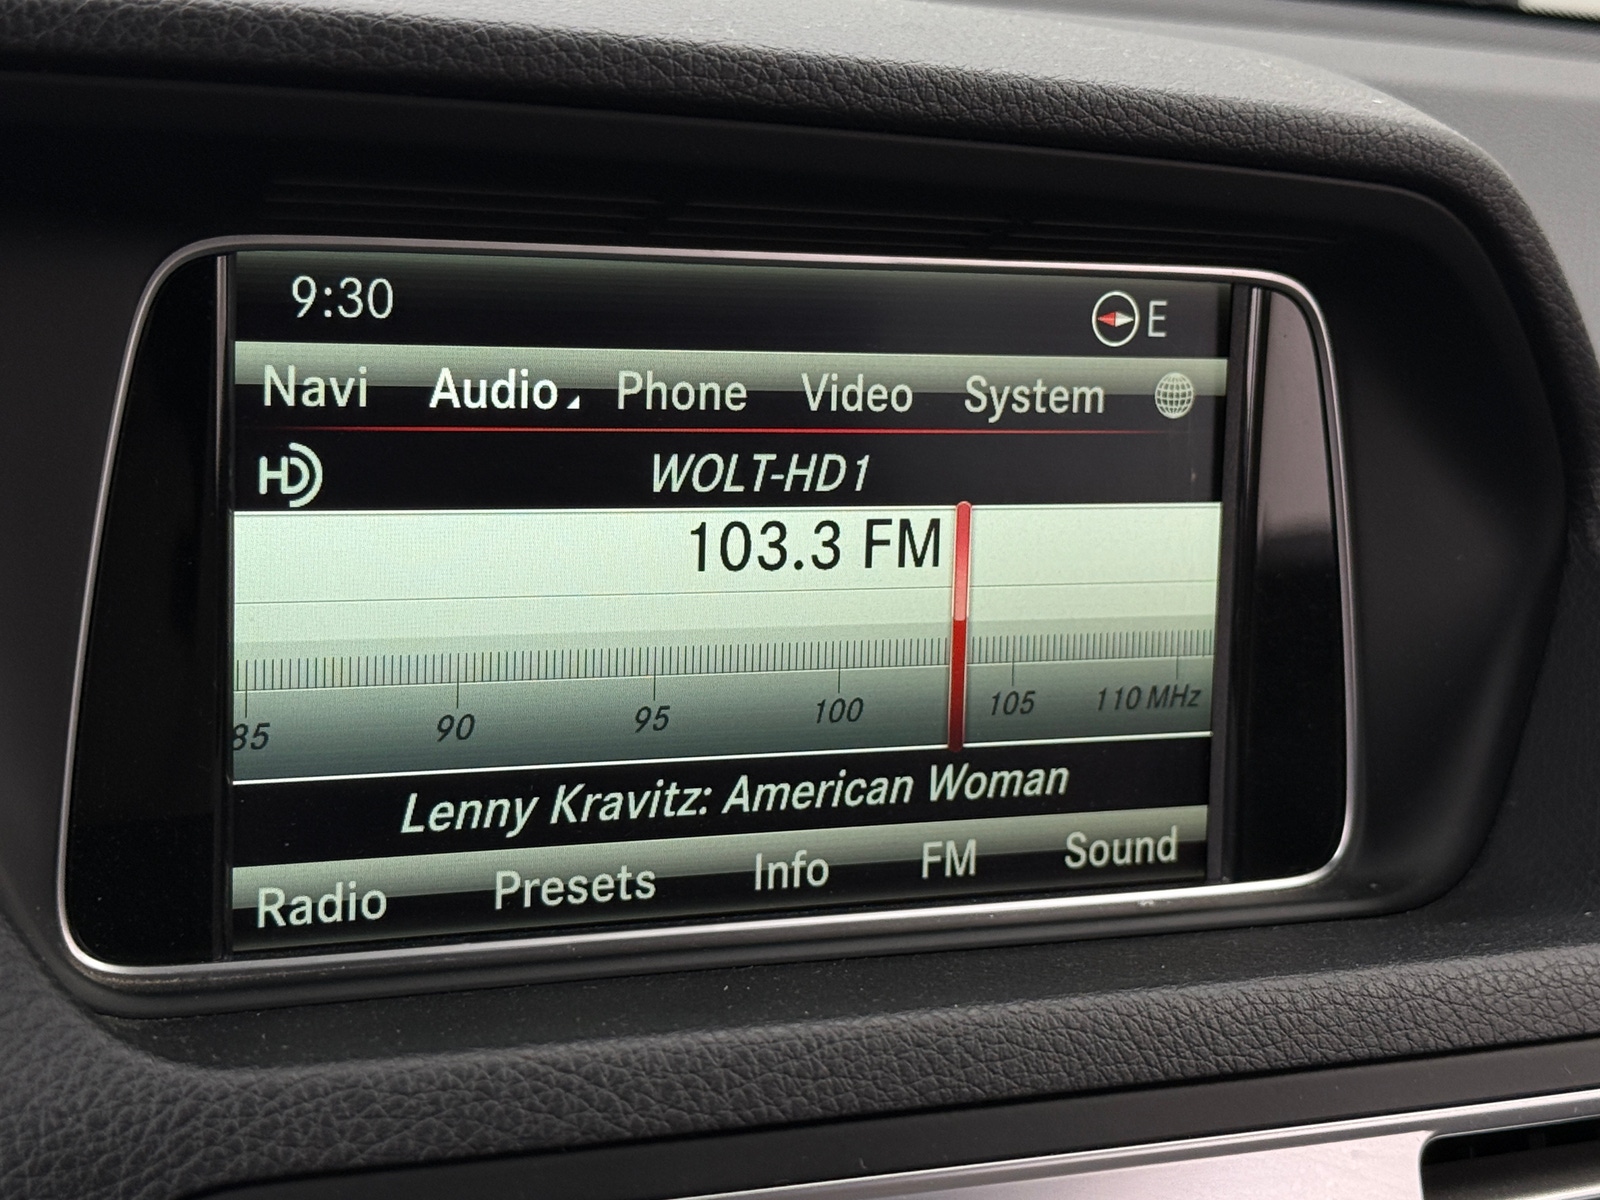 9:30 E
Navi Audio Phone Video System
HD WOLT-HD1
103.3 FM
85 90 95 100 105 110 MHz
Lenny Kravitz: American Woman
Radio Presets Info FM Sound